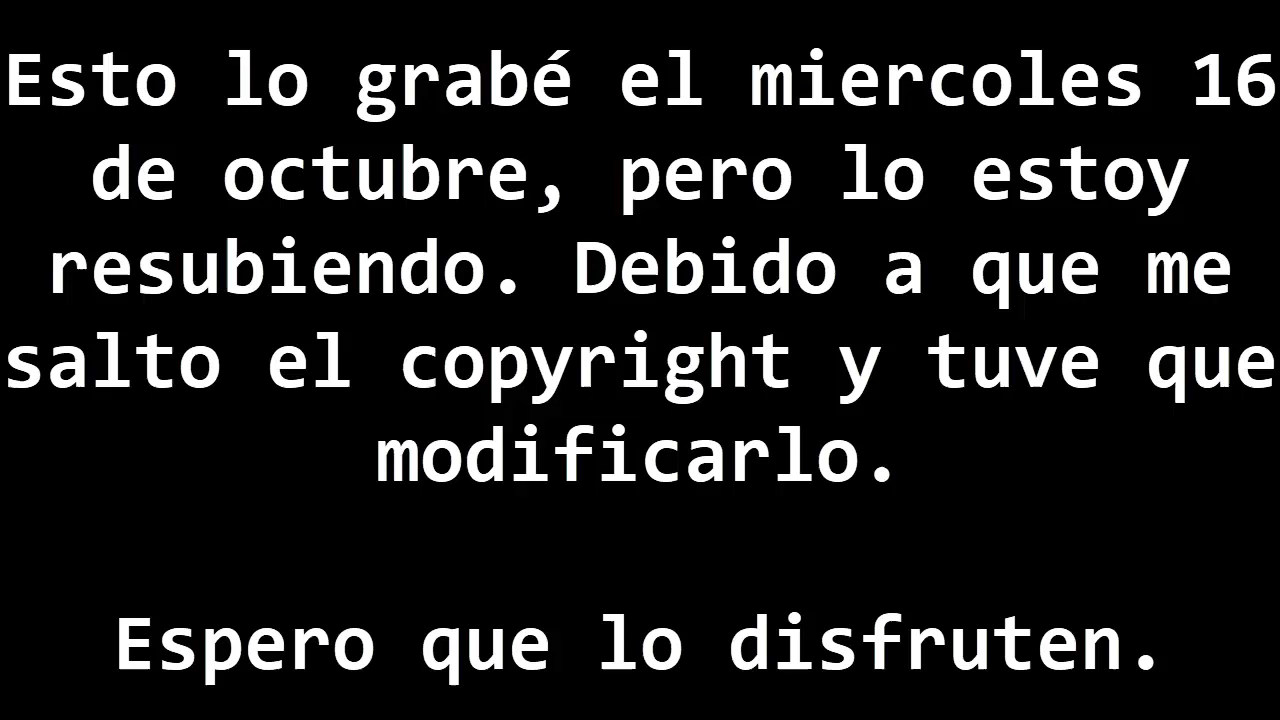 Esto lo grabé el miercoles 16
de octubre, pero lo estoy
resubiendo. Debido a que me
salto el copyright y tuve que
modificarlo.
Espero que lo disfruten.